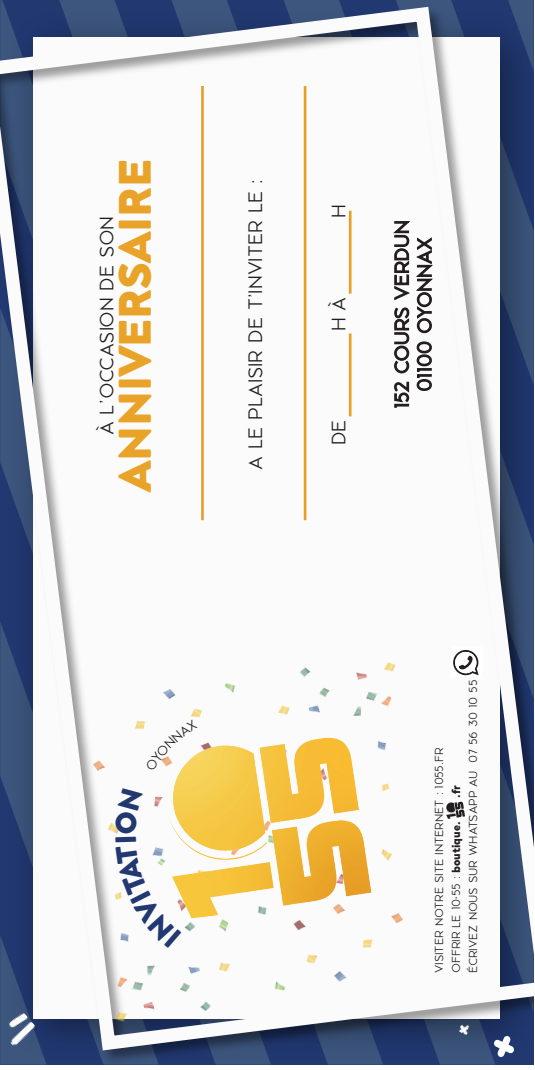 INVITATION
OYONNAX
1055
VISITER NOTRE SITE INTERNET : 1055.FR
OFFRIR LE 10-55 : boutique.1055.fr
ÉCRIVEZ NOUS SUR WHATSAPP AU 07 56 30 10 55
À L'OCCASION DE SON
ANNIVERSAIRE
A LE PLAISIR DE T'INVITER LE :
DE H À H
152 COURS VERDUN
01100 OYONNAX